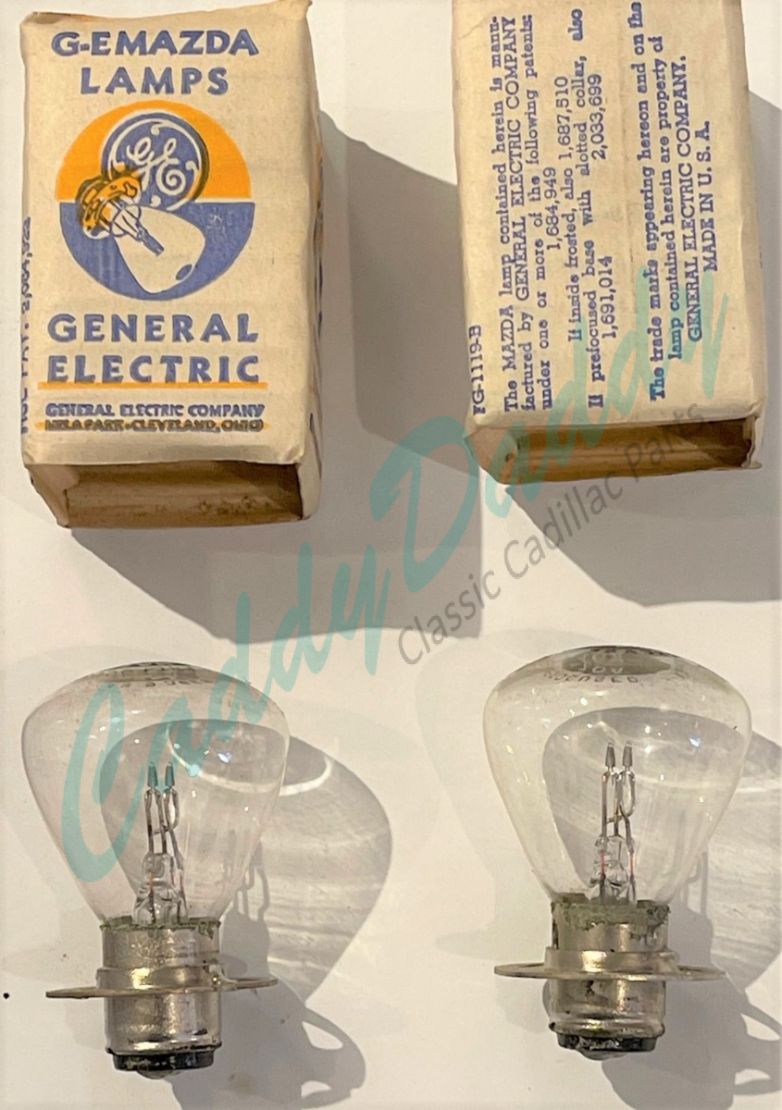 G-E MAZDA
LAMPS
GE
GENERAL
ELECTRIC
GENERAL ELECTRIC COMPANY
NELA PARK - CLEVELAND, OHIO
FG-1119-B
The MAZDA lamp contained herein is manu-
factured by GENERAL ELECTRIC COMPANY
under one or more of the following patents:
1,684,949
If inside frosted, also 1,687,510
If prefocused base with slotted collar, also
1,691,014 2,033,699
The trade marks appearing hereon and on the
lamp contained herein are property of
GENERAL ELECTRIC COMPANY.
MADE IN U. S. A.
Caddy Daddy
Classic Cadillac Parts